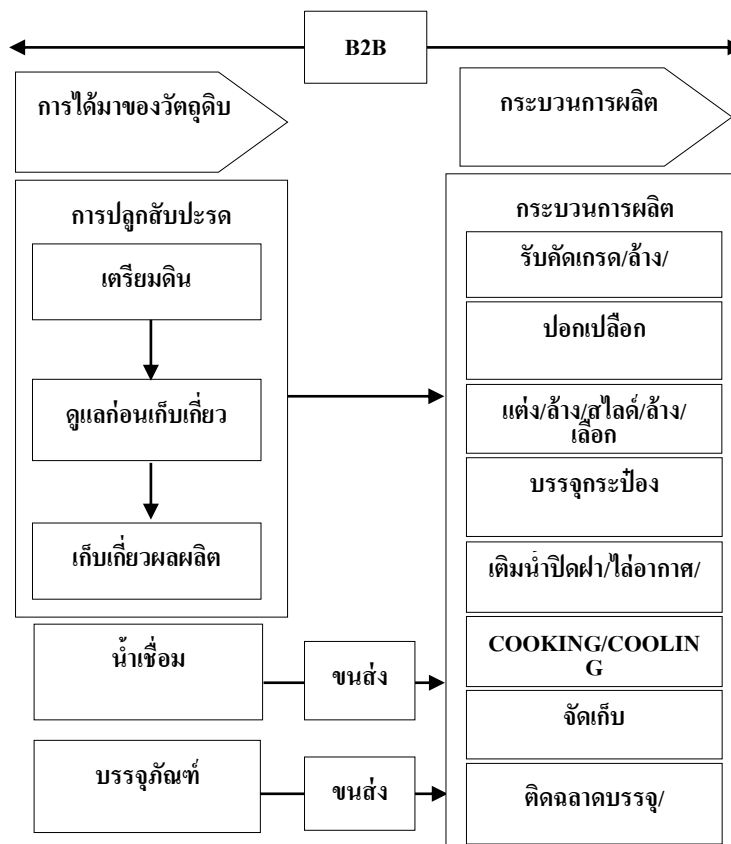 B2B
การได้มาของวัตถุดิบ
กระบวนการผลิต
การปลูกสับปะรด
เตรียมดิน
ดูแลก่อนเก็บเกี่ยว
เก็บเกี่ยวผลผลิต
น้ำเชื่อม
ขนส่ง
บรรจุภัณฑ์
ขนส่ง
กระบวนการผลิต
รับคัดเกรด/ล้าง/
ปอกเปลือก
แต่ง/ล้าง/สไลด์/ล้าง/
เลือก
บรรจุกระป๋อง
เติมน้ำปิดฝา/ไล่อากาศ/
COOKING/COOLIN
G
จัดเก็บ
ติดฉลาดบรรจุ/